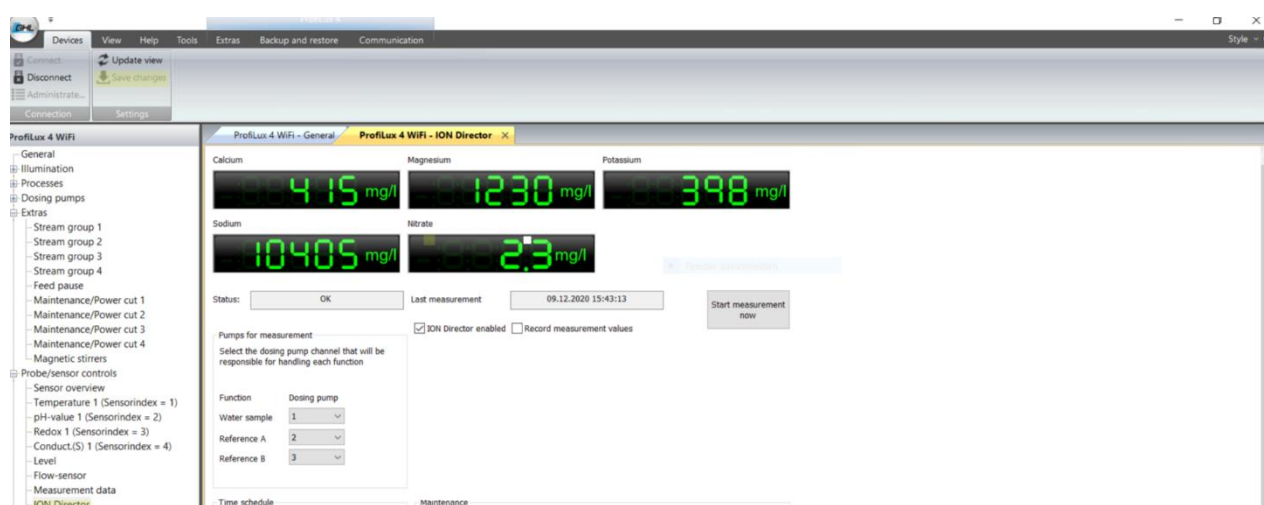 GHL
ProfiLux 4
Devices View Help Tools Extras Backup and restore Communication Style
Connect
Disconnect
Administrate...
Connection
Update view
Save changes
Settings
ProfiLux 4 WiFi
General
Illumination
Processes
Dosing pumps
Extras
Stream group 1
Stream group 2
Stream group 3
Stream group 4
Feed pause
Maintenance/Power cut 1
Maintenance/Power cut 2
Maintenance/Power cut 3
Maintenance/Power cut 4
Magnetic stirrers
Probe/sensor controls
Sensor overview
Temperature 1 (Sensorindex = 1)
pH-value 1 (Sensorindex = 2)
Redox 1 (Sensorindex = 3)
Conduct.(S) 1 (Sensorindex = 4)
Level
Flow-sensor
Measurement data
ION Director
ProfiLux 4 WiFi - General ProfiLux 4 WiFi - ION Director ×
Calcium Magnesium Potassium
415 mg/l 1230 mg/l 398 mg/l
Sodium Nitrate
10405 mg/l 2.3 mg/l
Status: OK Last measurement 09.12.2020 15:43:13
Start measurement
now
ION Director enabled Record measurement values
Pumps for measurement
Select the dosing pump channel that will be
responsible for handling each function
Function Dosing pump
Water sample 1
Reference A 2
Reference B 3
Time schedule Maintenance